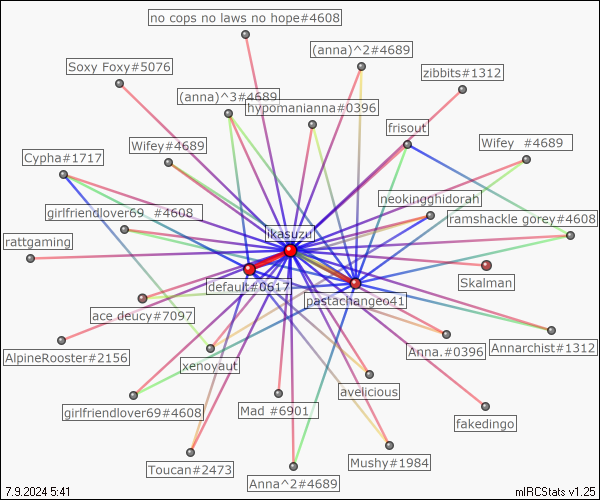 no cops no laws no hope#4608
(anna)^2#4689
Soxy Foxy#5076
zibbits#1312
(anna)^3#4689
hypomanianna#0396
frisout
Wifey#4689
Wifey #4689
Cypha#1717
neokingghidorah
girlfriendlover69 #4608
ramshackle gorey#4608
ikasuzu
rattgaming
default#0617
Skalman
pastachangeo41
ace deucy#7097
Annarchist#1312
AlpineRooster#2156
Anna.#0396
xenoyaut
avelicious
girlfriendlover69#4608
Mad #6901
fakedingo
Toucan#2473
Mushy#1984
Anna^2#4689
7.9.2024 5:41
mIRCStats v1.25